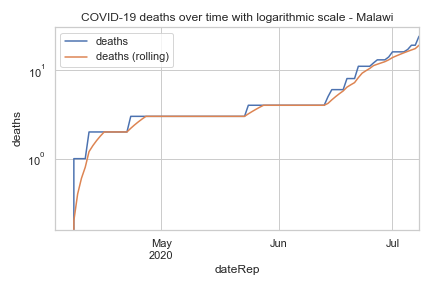 COVID-19 deaths over time with logarithmic scale - Malawi
deaths
deaths (rolling)
10¹
10⁰
deaths
May
2020
Jun
Jul
dateRep